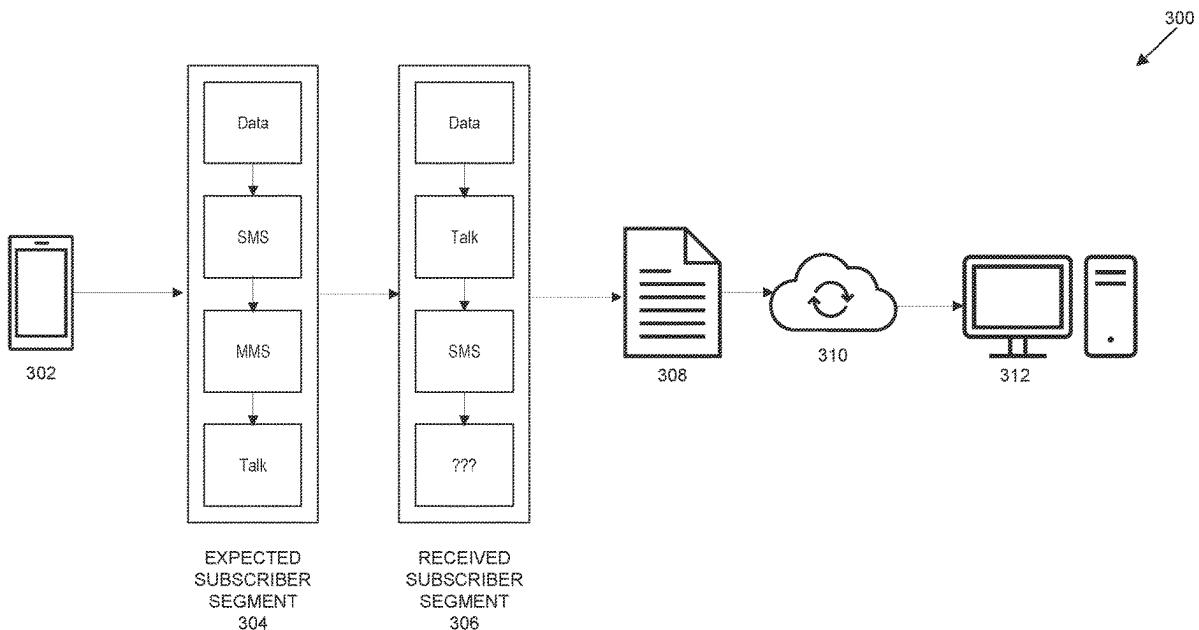 300
Data
SMS
MMS
Talk
Data
Talk
SMS
???
302
308
310
312
EXPECTED
SUBSCRIBER
SEGMENT
304
RECEIVED
SUBSCRIBER
SEGMENT
306